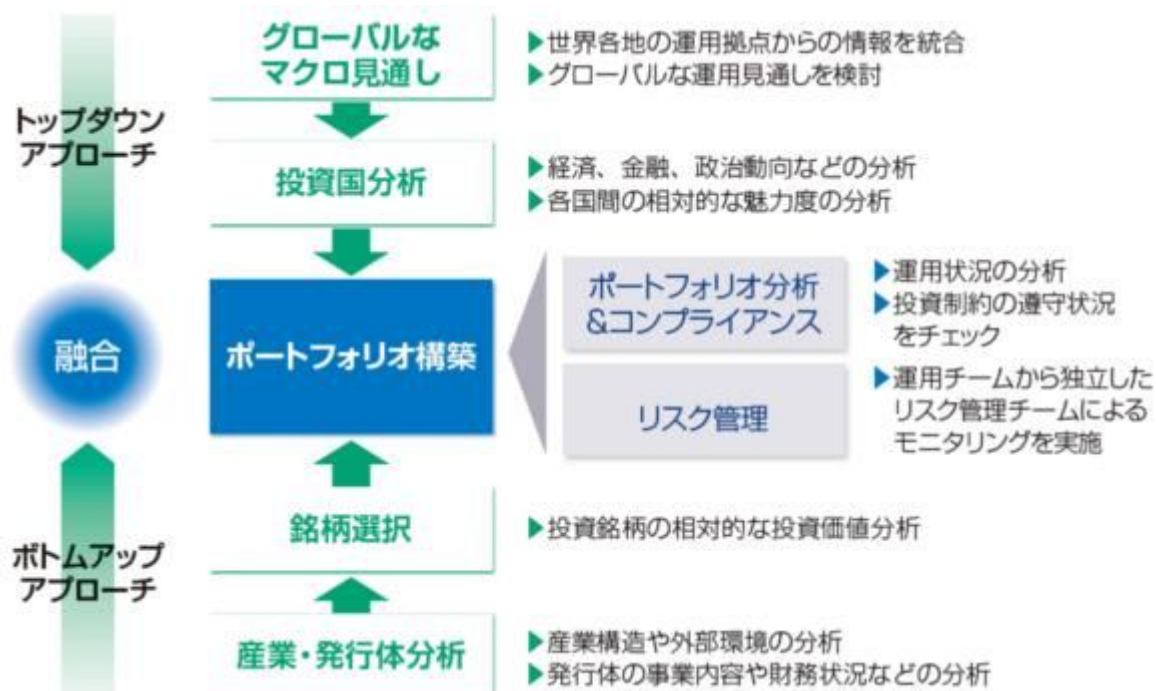 グローバルな
マクロ見通し
▶世界各地の運用拠点からの情報を統合
▶グローバルな運用見通しを検討
トップダウン
アプローチ
投資国分析
▶経済、金融、政治動向などの分析
▶各国間の相対的な魅力度の分析
融合
ポートフォリオ構築
ポートフォリオ分析
&コンプライアンス
▶運用状況の分析
▶投資制約の遵守状況
をチェック
リスク管理
▶運用チームから独立した
リスク管理チームによる
モニタリングを実施
ボトムアップ
アプローチ
銘柄選択
▶投資銘柄の相対的な投資価値分析
産業・発行体分析
▶産業構造や外部環境の分析
▶発行体の事業内容や財務状況などの分析